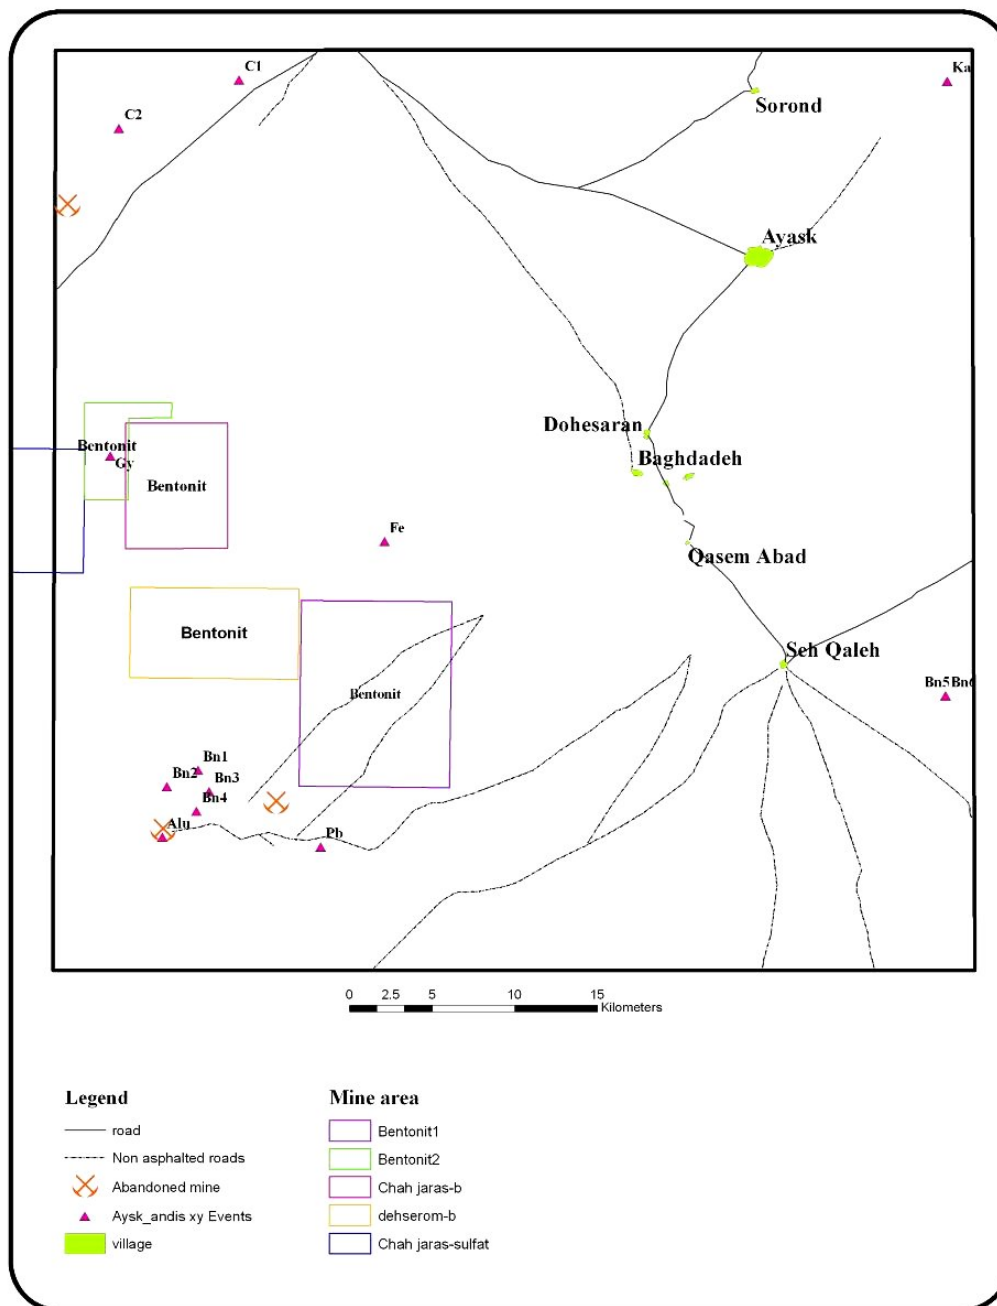 C1
Ka
C2
Sorond
Ayask
Dohesaran
Bentonit
Gy
Baghdadeh
Bentonit
Fe
Qasem Abad
Bentonit
Seh Qaleh
Bn5Bn6
Bentonit
Bn1
Bn2
Bn3
Bn4
Alu
Pb
0 2.5 5 10 15
Kilometers
Legend
road
Non asphalted roads
Abandoned mine
Aysk_andis xy Events
village
Mine area
Bentonit1
Bentonit2
Chah jaras-b
dehserom-b
Chah jaras-sulfat